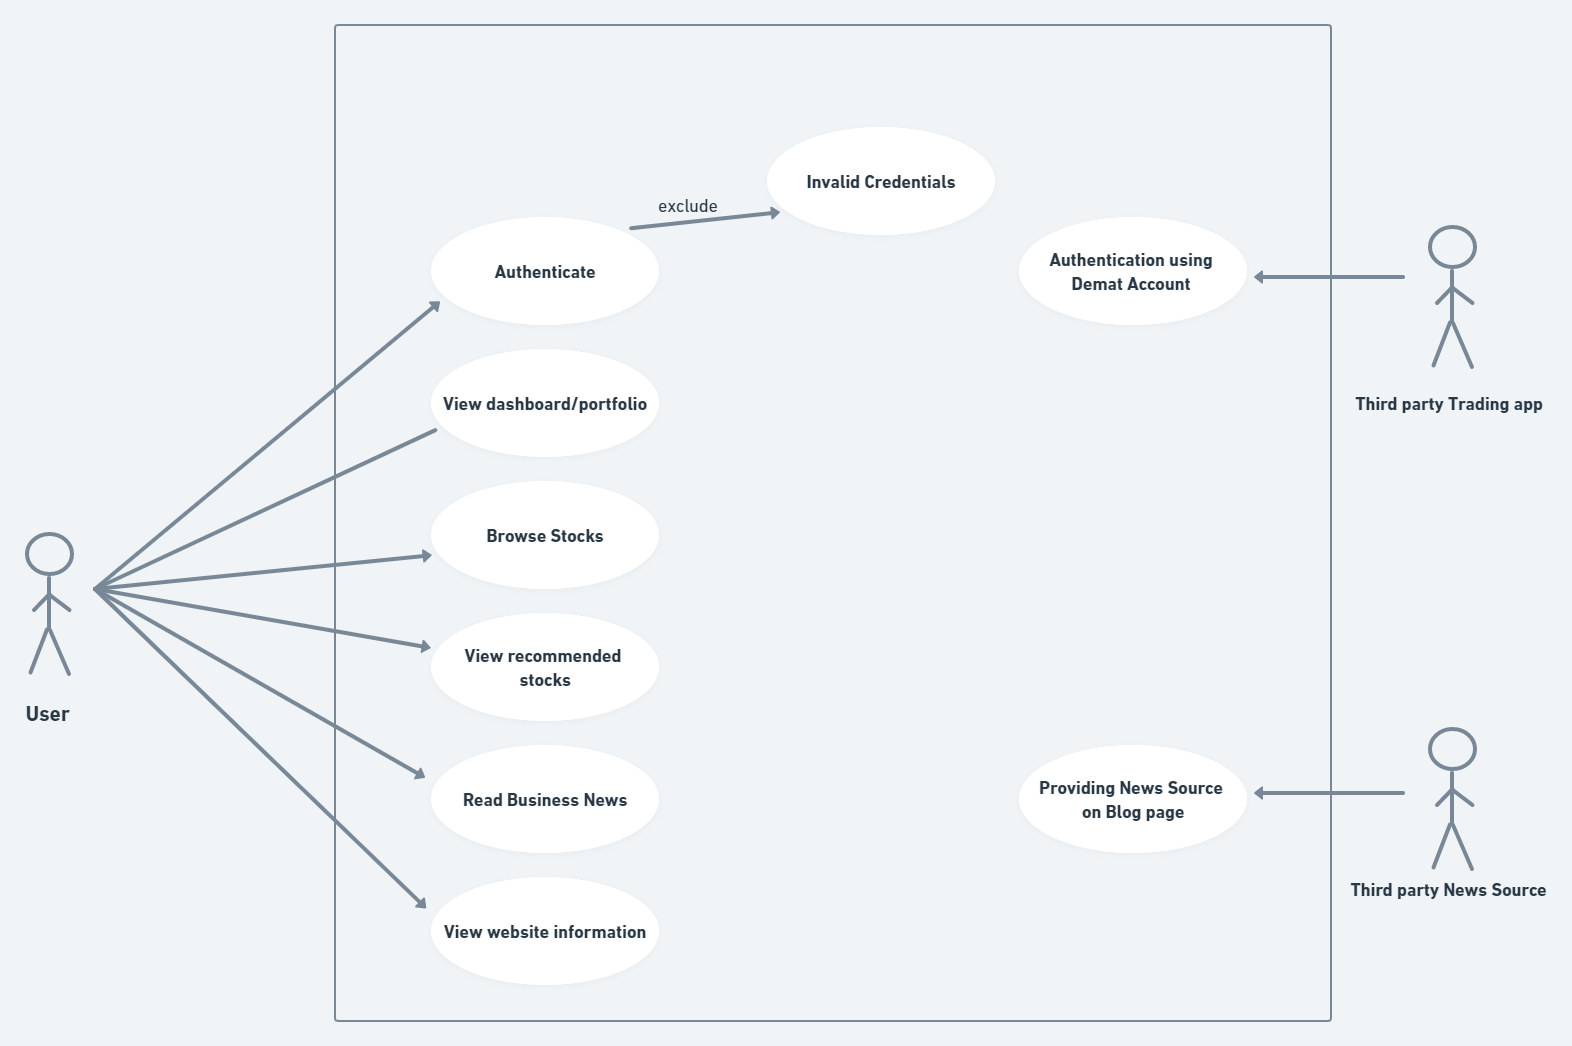 Invalid Credentials
exclude
Authenticate
Authentication using
Demat Account
View dashboard/portfolio
Third party Trading app
Browse Stocks
View recommended
stocks
User
Read Business News
Providing News Source
on Blog page
Third party News Source
View website information